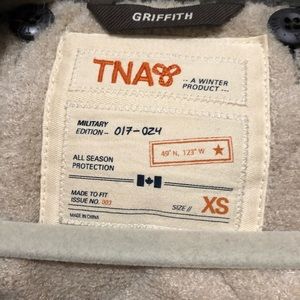 GRIFFITH
TNA
-- A WINTER
PRODUCT ---
MILITARY
EDITION -- 017-024
49° N, 123° W
ALL SEASON
PROTECTION
MADE TO FIT
ISSUE NO. 003
SIZE // XS
MADE IN CHINA